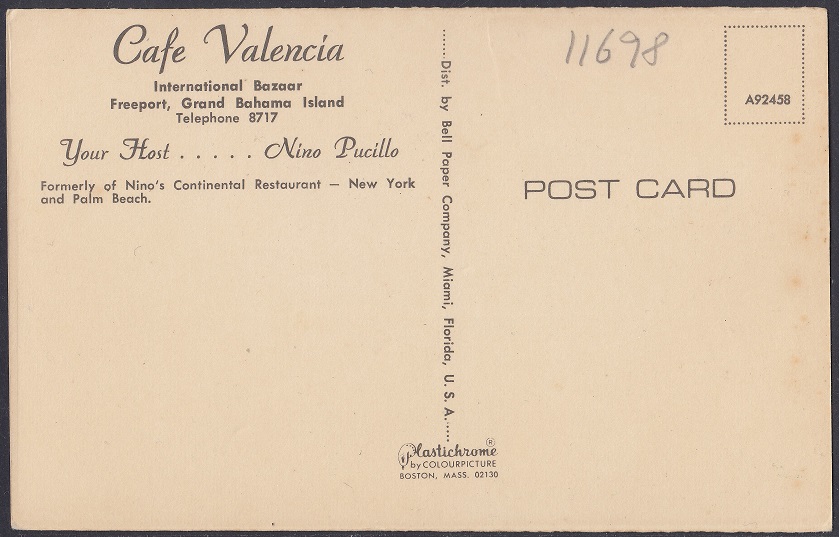 Cafe Valencia
International Bazaar
Freeport, Grand Bahama Island
Telephone 8717
Your Host . . . . . Nino Pucillo
Formerly of Nino's Continental Restaurant — New York
and Palm Beach.
Dist. by Bell Paper Company, Miami, Florida, U. S. A.
Plastichrome ®
by COLOURPICTURE
BOSTON, MASS. 02130
11698
A92458
POST CARD